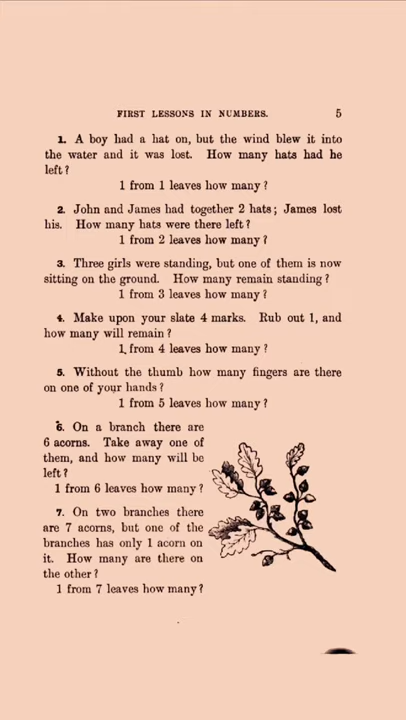 FIRST LESSONS IN NUMBERS. 5
1. A boy had a hat on, but the wind blew it into
the water and it was lost. How many hats had he
left?
1 from 1 leaves how many?
2. John and James had together 2 hats; James lost
his. How many hats were there left?
1 from 2 leaves how many?
3. Three girls were standing, but one of them is now
sitting on the ground. How many remain standing?
1 from 3 leaves how many?
4. Make upon your slate 4 marks. Rub out 1, and
how many will remain?
1 from 4 leaves how many?
5. Without the thumb how many fingers are there
on one of your hands?
1 from 5 leaves how many?
6. On a branch there are
6 acorns. Take away one of
them, and how many will be
left?
1 from 6 leaves how many?
7. On two branches there
are 7 acorns, but one of the
branches has only 1 acorn on
it. How many are there on
the other?
1 from 7 leaves how many?